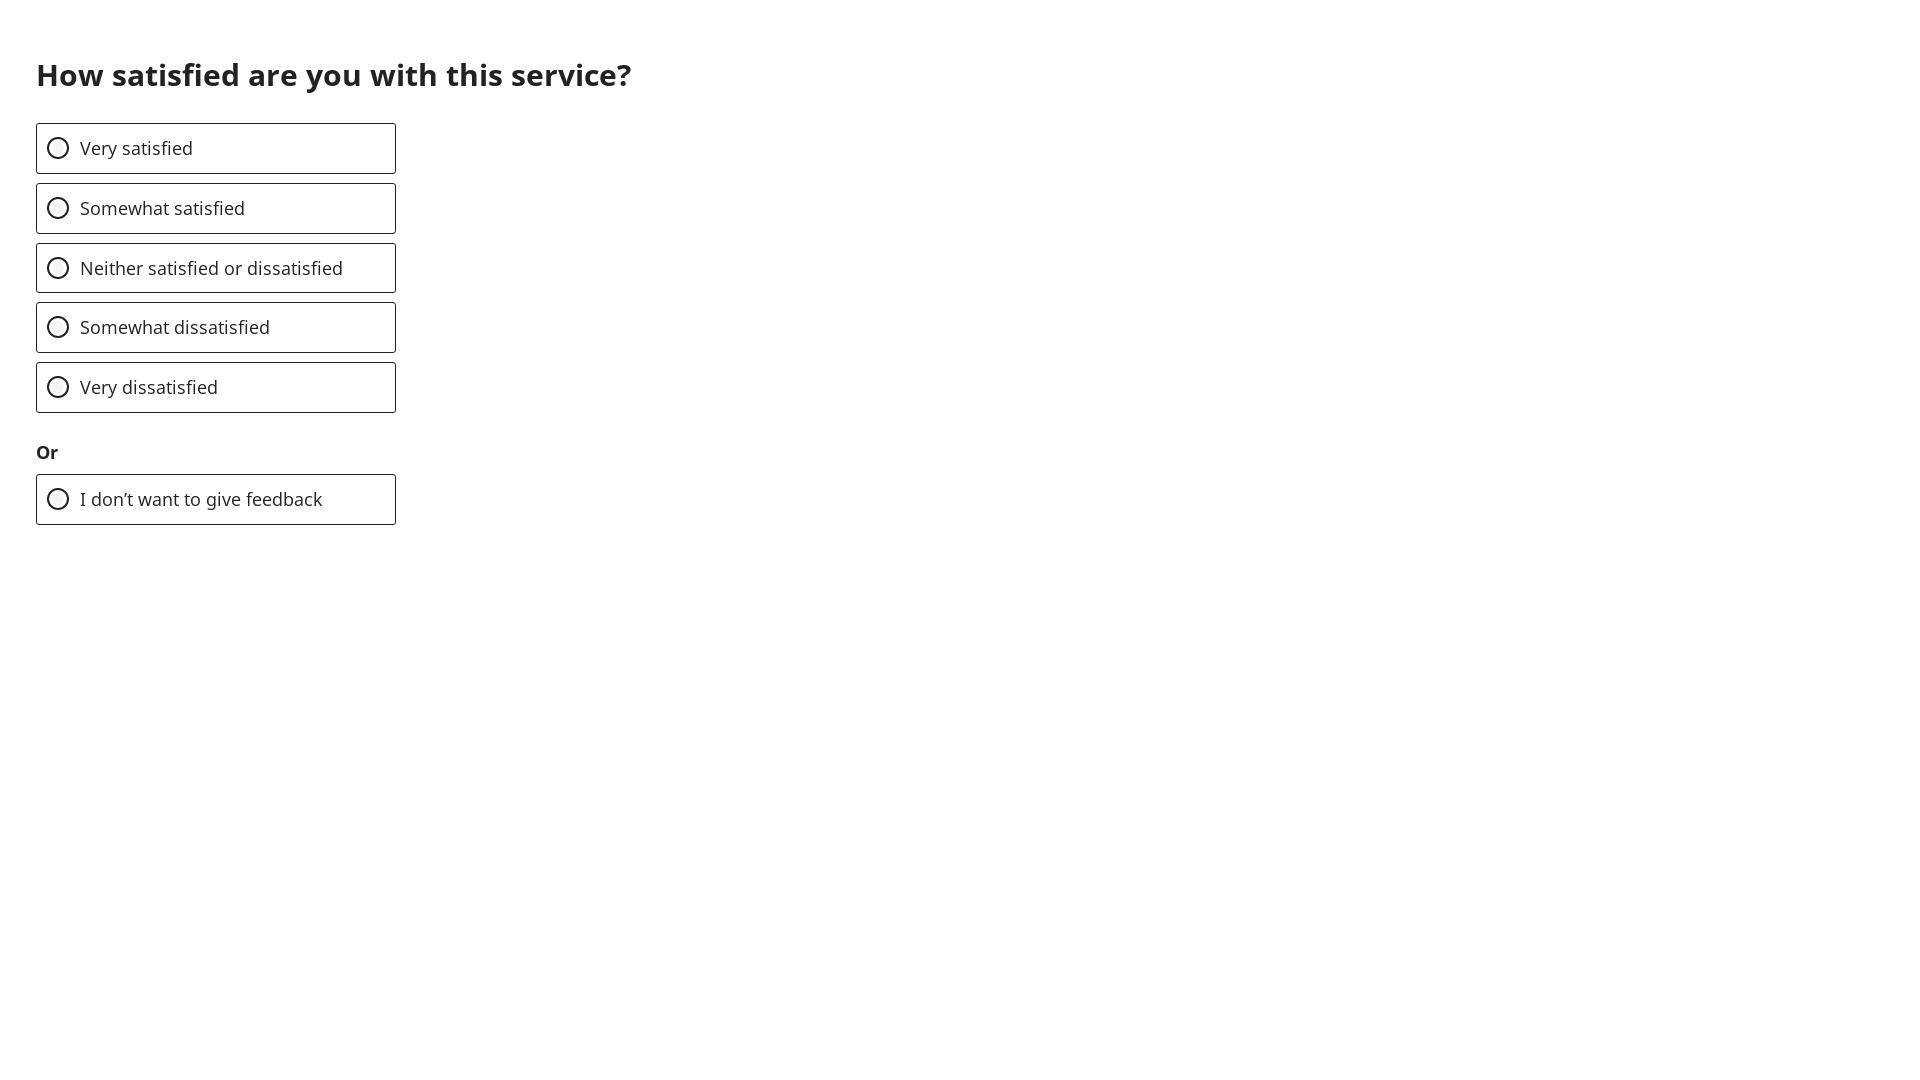 How satisfied are you with this service?
Very satisfied
Somewhat satisfied
Neither satisfied or dissatisfied
Somewhat dissatisfied
Very dissatisfied
Or
I don’t want to give feedback